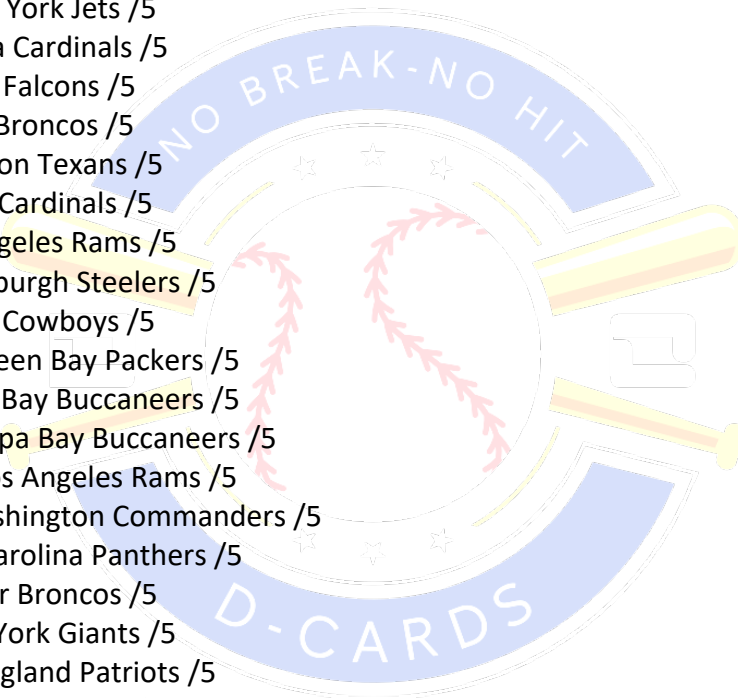 York Jets /5
Cardinals /5
Falcons /5
Broncos /5
on Texans /5
Cardinals /5
geles Rams /5
burgh Steelers /5
Cowboys /5
een Bay Packers /5
Bay Buccaneers /5
pa Bay Buccaneers /5
s Angeles Rams /5
shington Commanders /5
arolina Panthers /5
r Broncos /5
York Giants /5
gland Patriots /5
NO BREAK-NO HIT
D-CARDS